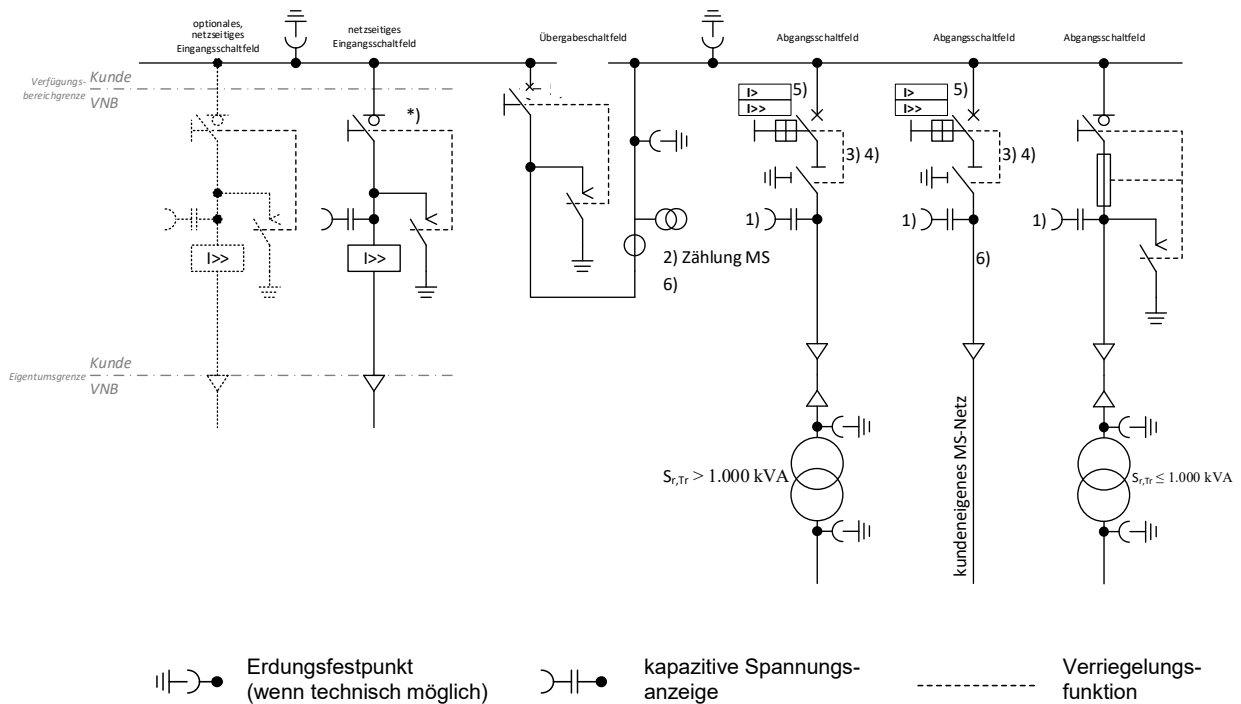 optionales,
netzseitiges
Eingangsschaltfeld
netzseitiges
Eingangsschaltfeld
Übergabeschaltfeld
Abgangsschaltfeld
Abgangsschaltfeld
Abgangsschaltfeld
Verfügungs-
bereichgrenze
Kunde
VNB
*)
I>
I>>
5)
3) 4)
1)
I>
I>>
5)
3) 4)
1)
6)
1)
I>>
I>>
2) Zählung MS
6)
Eigentumsgrenze
Kunde
VNB
Sr,Tr > 1.000 kVA
kundeneigenes MS-Netz
Sr,Tr ≤ 1.000 kVA
Erdungsfestpunkt
(wenn technisch möglich)
kapazitive Spannungs-
anzeige
Verriegelungs-
funktion